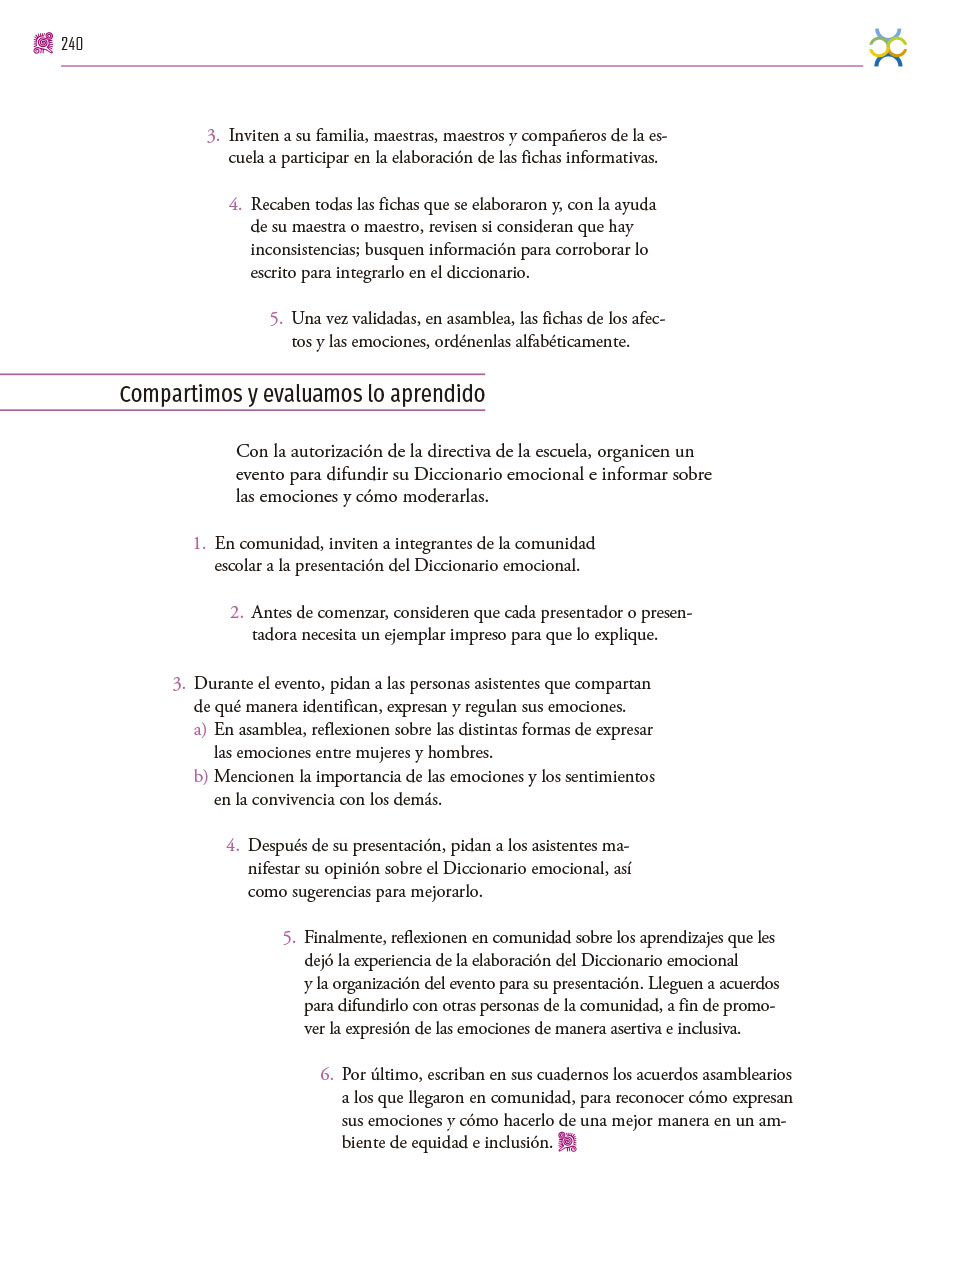 240
3. Inviten a su familia, maestras, maestros y compañeros de la es-
cuela a participar en la elaboración de las fichas informativas.
4. Recaben todas las fichas que se elaboraron y, con la ayuda
de su maestra o maestro, revisen si consideran que hay
inconsistencias; busquen información para corroborar lo
escrito para integrarlo en el diccionario.
5. Una vez validadas, en asamblea, las fichas de los afec-
tos y las emociones, ordénenlas alfabéticamente.
Compartimos y evaluamos lo aprendido
Con la autorización de la directiva de la escuela, organicen un
evento para difundir su Diccionario emocional e informar sobre
las emociones y cómo moderarlas.
1. En comunidad, inviten a integrantes de la comunidad
escolar a la presentación del Diccionario emocional.
2. Antes de comenzar, consideren que cada presentador o presen-
tadora necesita un ejemplar impreso para que lo explique.
3. Durante el evento, pidan a las personas asistentes que compartan
de qué manera identifican, expresan y regulan sus emociones.
a) En asamblea, reflexionen sobre las distintas formas de expresar
las emociones entre mujeres y hombres.
b) Mencionen la importancia de las emociones y los sentimientos
en la convivencia con los demás.
4. Después de su presentación, pidan a los asistentes ma-
nifestar su opinión sobre el Diccionario emocional, así
como sugerencias para mejorarlo.
5. Finalmente, reflexionen en comunidad sobre los aprendizajes que les
dejó la experiencia de la elaboración del Diccionario emocional
y la organización del evento para su presentación. Lleguen a acuerdos
para difundirlo con otras personas de la comunidad, a fin de promo-
ver la expresión de las emociones de manera asertiva e inclusiva.
6. Por último, escriban en sus cuadernos los acuerdos asamblearios
a los que llegaron en comunidad, para reconocer cómo expresan
sus emociones y cómo hacerlo de una mejor manera en un am-
biente de equidad e inclusión.